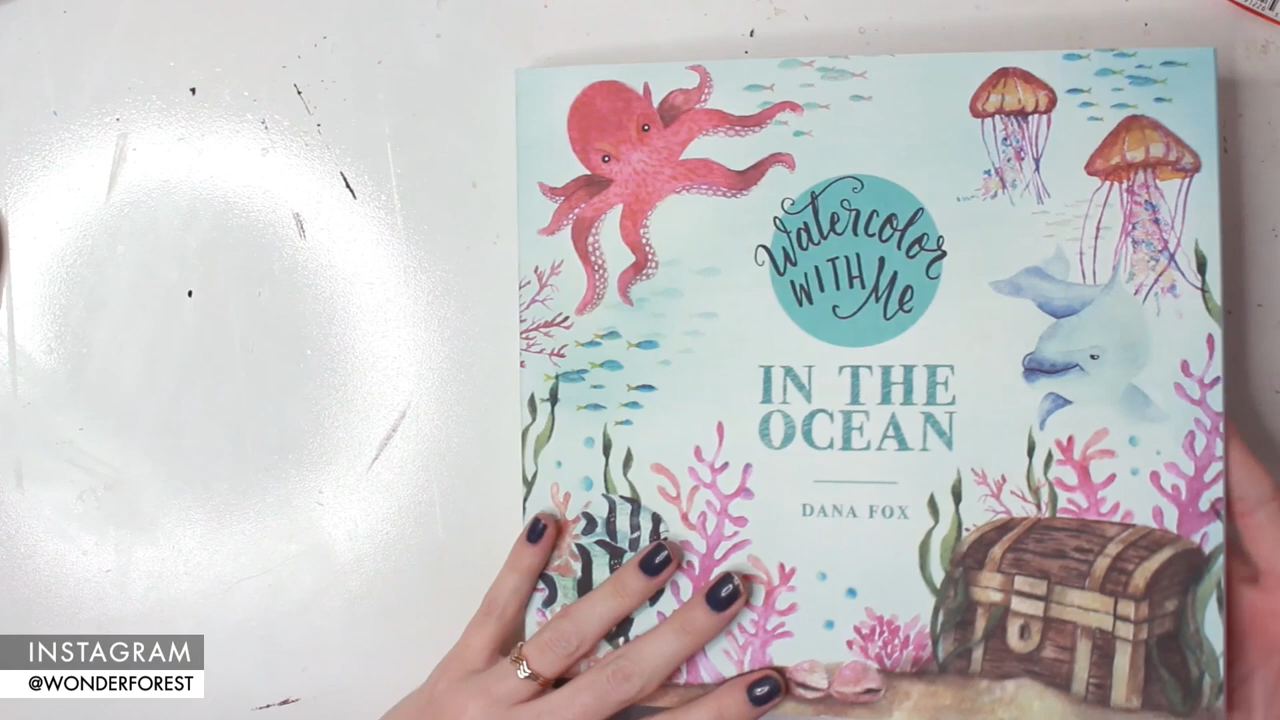 Watercolor
WITH Me
IN THE
OCEAN
DANA FOX
INSTAGRAM
@WONDERFOREST